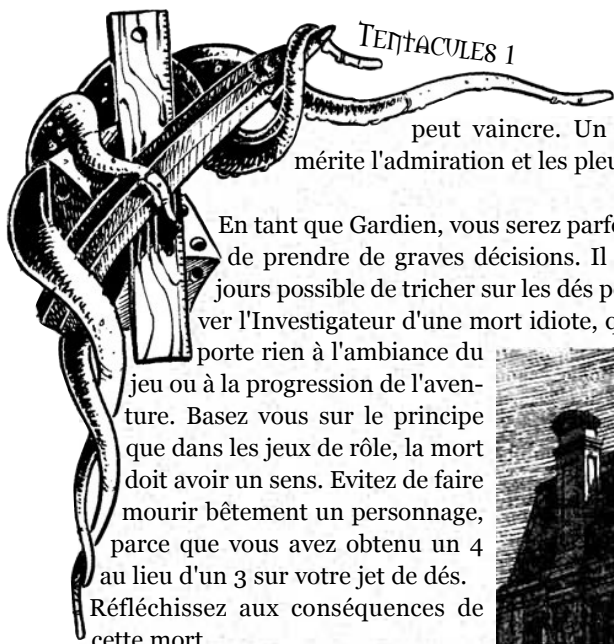 TENTACULES 1
peut vaincre. Un
mérite l'admiration et les
En tant que Gardien, vous serez
de prendre de graves décisions. Il
jours possible de tricher sur les dés
ver l'Investigateur d'une mort idiote,
porte rien à l'ambiance du
jeu ou à la progression de l'aven-
ture. Basez vous sur le principe
que dans les jeux de rôle, la mort
doit avoir un sens. Evitez de faire
mourir bêtement un personnage,
parce que vous avez obtenu un 4
au lieu d'un 3 sur votre jet de dés.
Réfléchissez aux conséquences de
cette mort